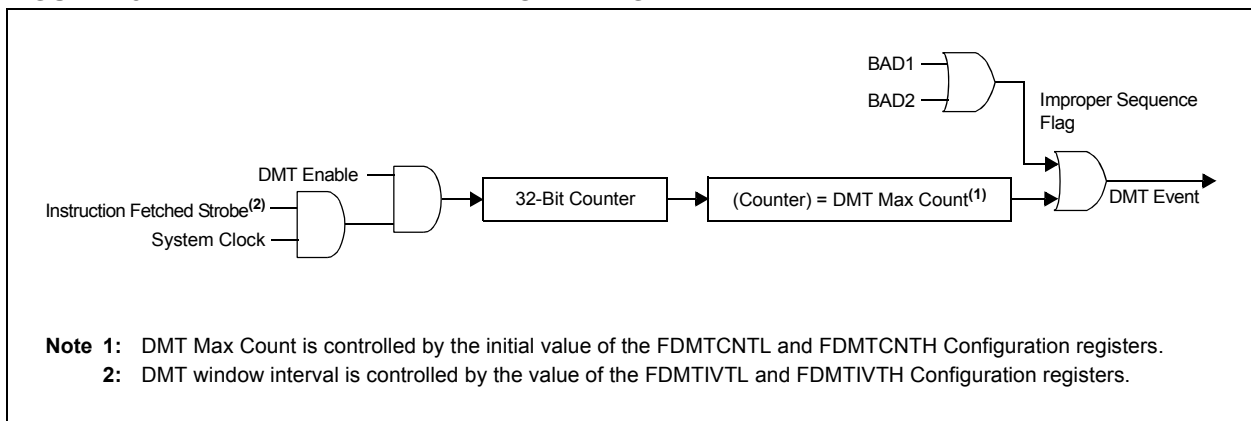 BAD1
BAD2
Improper Sequence
Flag
DMT Enable
Instruction Fetched Strobe(2)
System Clock
32-Bit Counter
(Counter) = DMT Max Count(1)
DMT Event
Note 1: DMT Max Count is controlled by the initial value of the FDMTCNTL and FDMTCNTH Configuration registers.
2: DMT window interval is controlled by the value of the FDMTIVTL and FDMTIVTH Configuration registers.